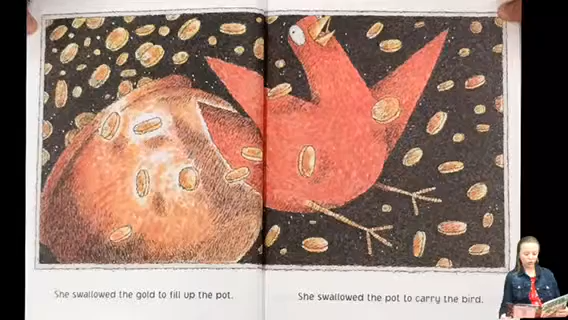 She swallowed the gold to fill up the pot.
She swallowed the pot to carry the bird.